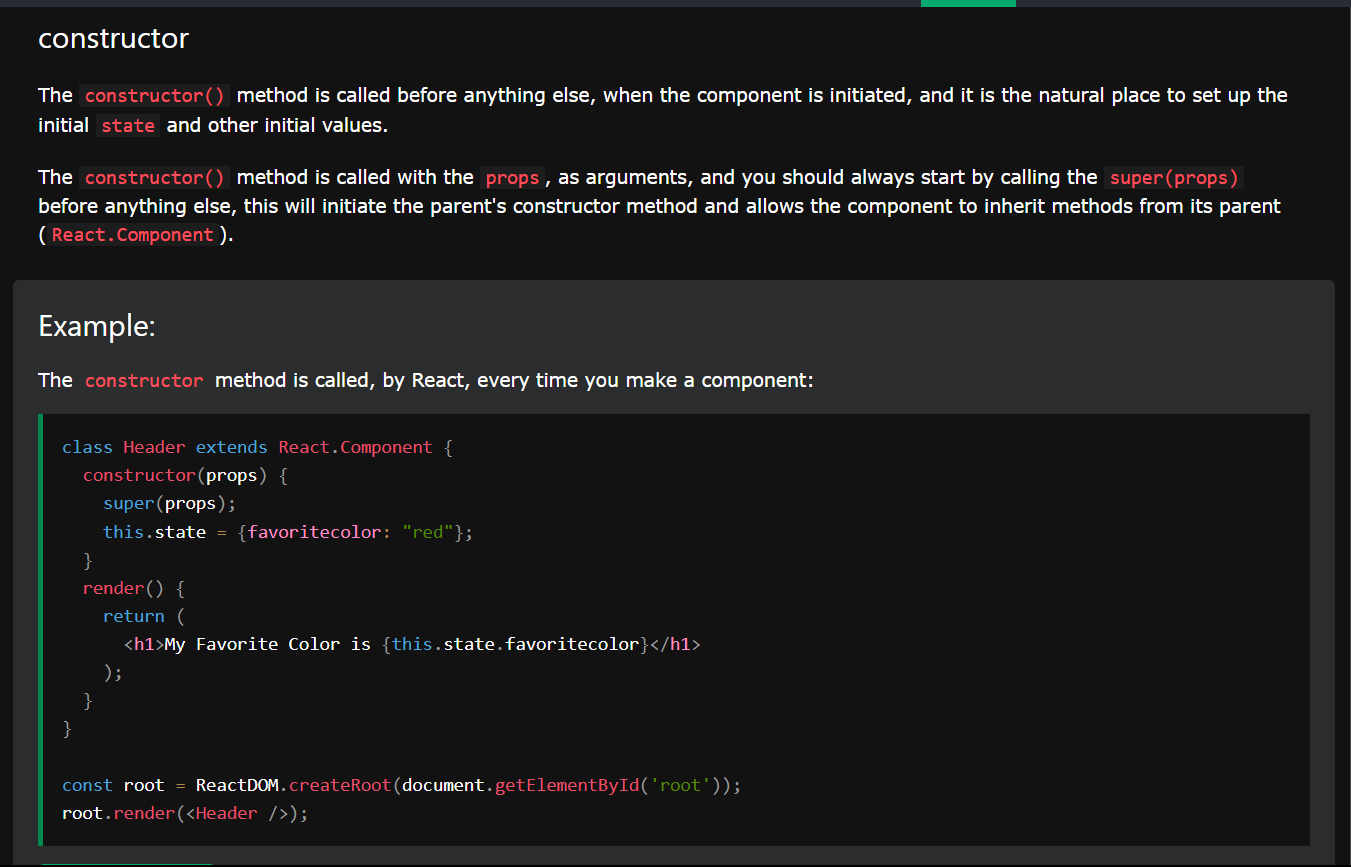 constructor
The constructor() method is called before anything else, when the component is initiated, and it is the natural place to set up the
initial state and other initial values.
The constructor() method is called with the props, as arguments, and you should always start by calling the super(props)
before anything else, this will initiate the parent's constructor method and allows the component to inherit methods from its parent
(React.Component).
Example:
The constructor method is called, by React, every time you make a component:
class Header extends React.Component {
  constructor(props) {
    super(props);
    this.state = {favoritecolor: "red"};
  }
  render() {
    return (
      <h1>My Favorite Color is {this.state.favoritecolor}</h1>
    );
  }
}

const root = ReactDOM.createRoot(document.getElementById('root'));
root.render(<Header />);